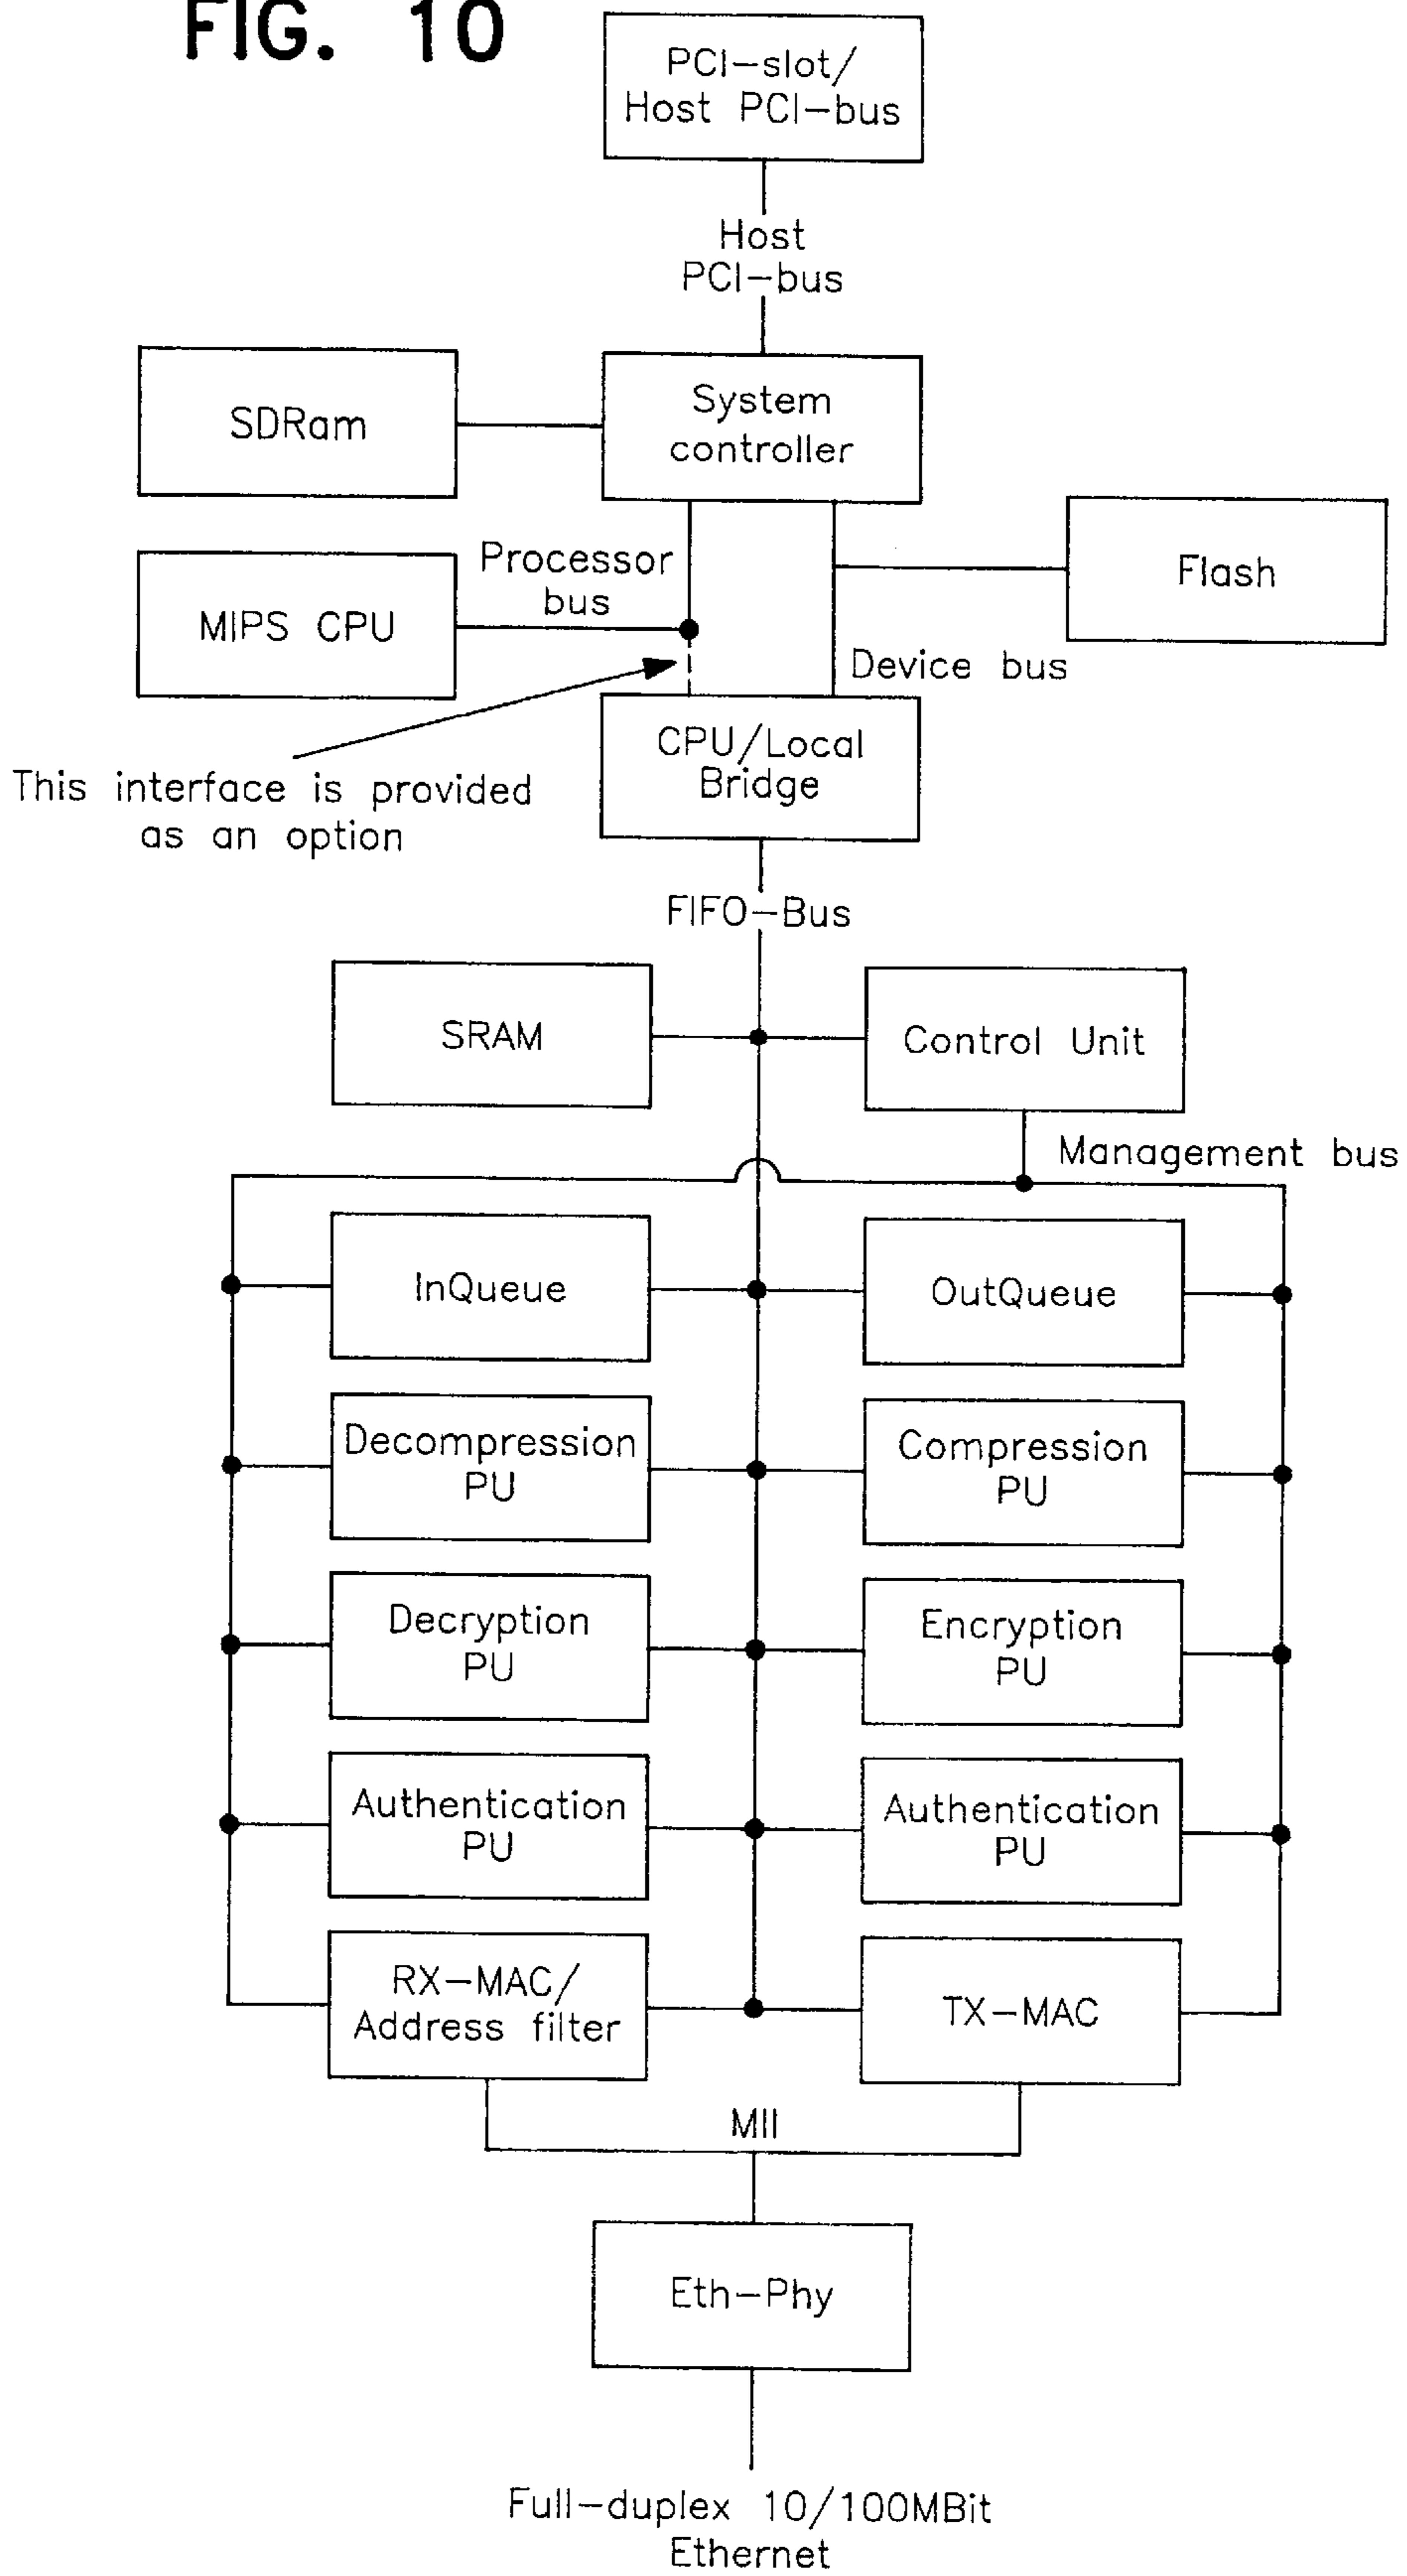 FIG. 10
PCI-slot/
Host PCI-bus
Host
PCI-bus
SDRam
System
controller
Processor
bus
MIPS CPU
Flash
Device bus
CPU/Local
Bridge
This interface is provided
as an option
FIFO-Bus
SRAM
Control Unit
Management bus
InQueue
OutQueue
Decompression
PU
Compression
PU
Decryption
PU
Encryption
PU
Authentication
PU
Authentication
PU
RX-MAC/
Address filter
TX-MAC
MII
Eth-Phy
Full-duplex 10/100MBit
Ethernet